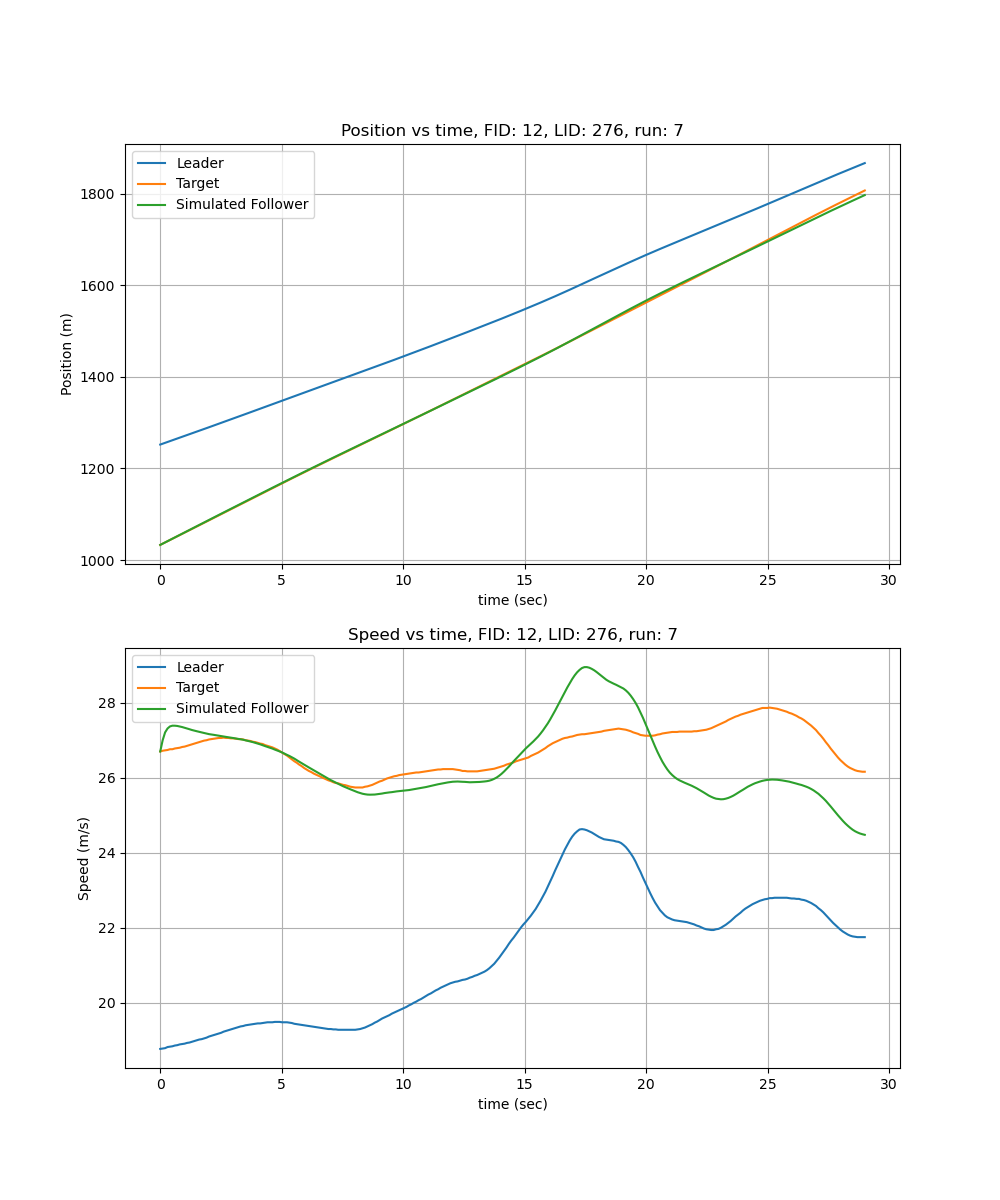 Position vs time, FID: 12, LID: 276, run: 7
Leader
Target
Simulated Follower
Position (m)
1800
1600
1400
1200
1000
0 5 10 15 20 25 30
time (sec)
Speed vs time, FID: 12, LID: 276, run: 7
Leader
Target
Simulated Follower
Speed (m/s)
28
26
24
22
20
0 5 10 15 20 25 30
time (sec)